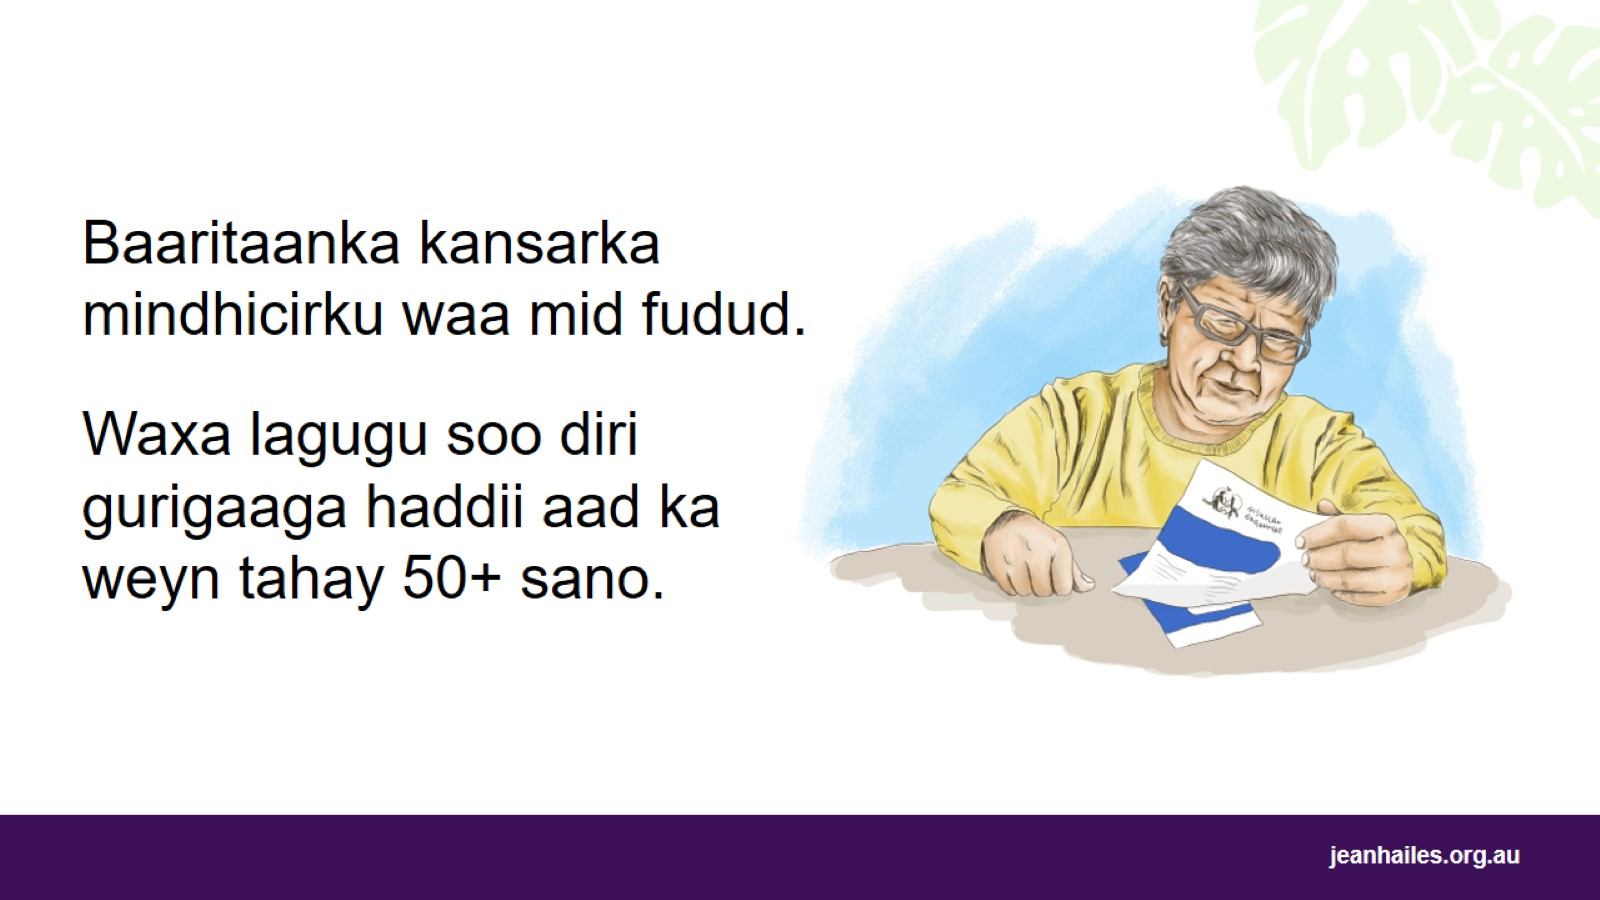 Baaritaanka kansarka
mindhicirku waa mid fudud.
Waxa lagugu soo diri
gurigaaga haddii aad ka
weyn tahay 50+ sano.
jeanhailes.org.au